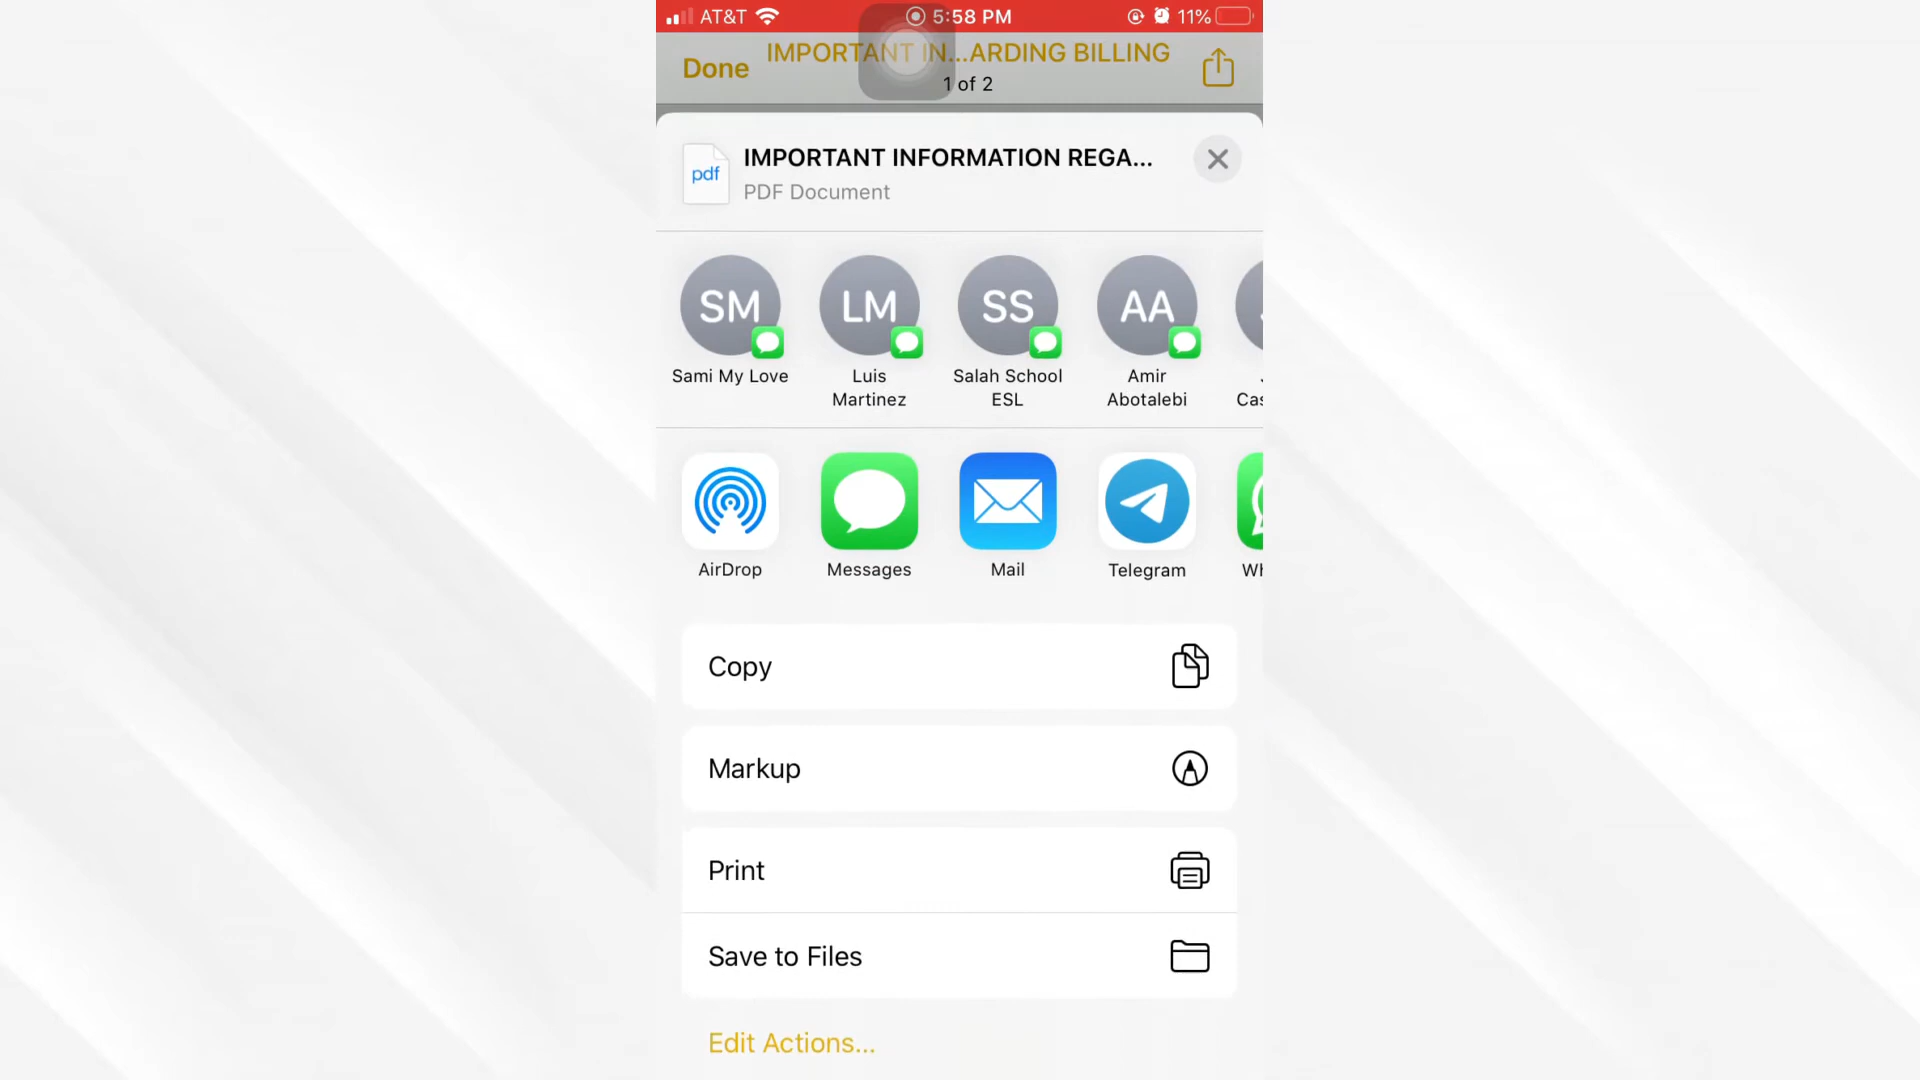 AT&T 5:58 PM 11%
Done
IMPORTANT IN...ARDING BILLING
1 of 2
pdf
IMPORTANT INFORMATION REGA...
PDF Document
SM LM SS AA
Sami My Love
Luis
Martinez
Salah School
ESL
Amir
Abotalebi
Cas
AirDrop Messages Mail Telegram Wh
Copy
Markup
Print
Save to Files
Edit Actions...